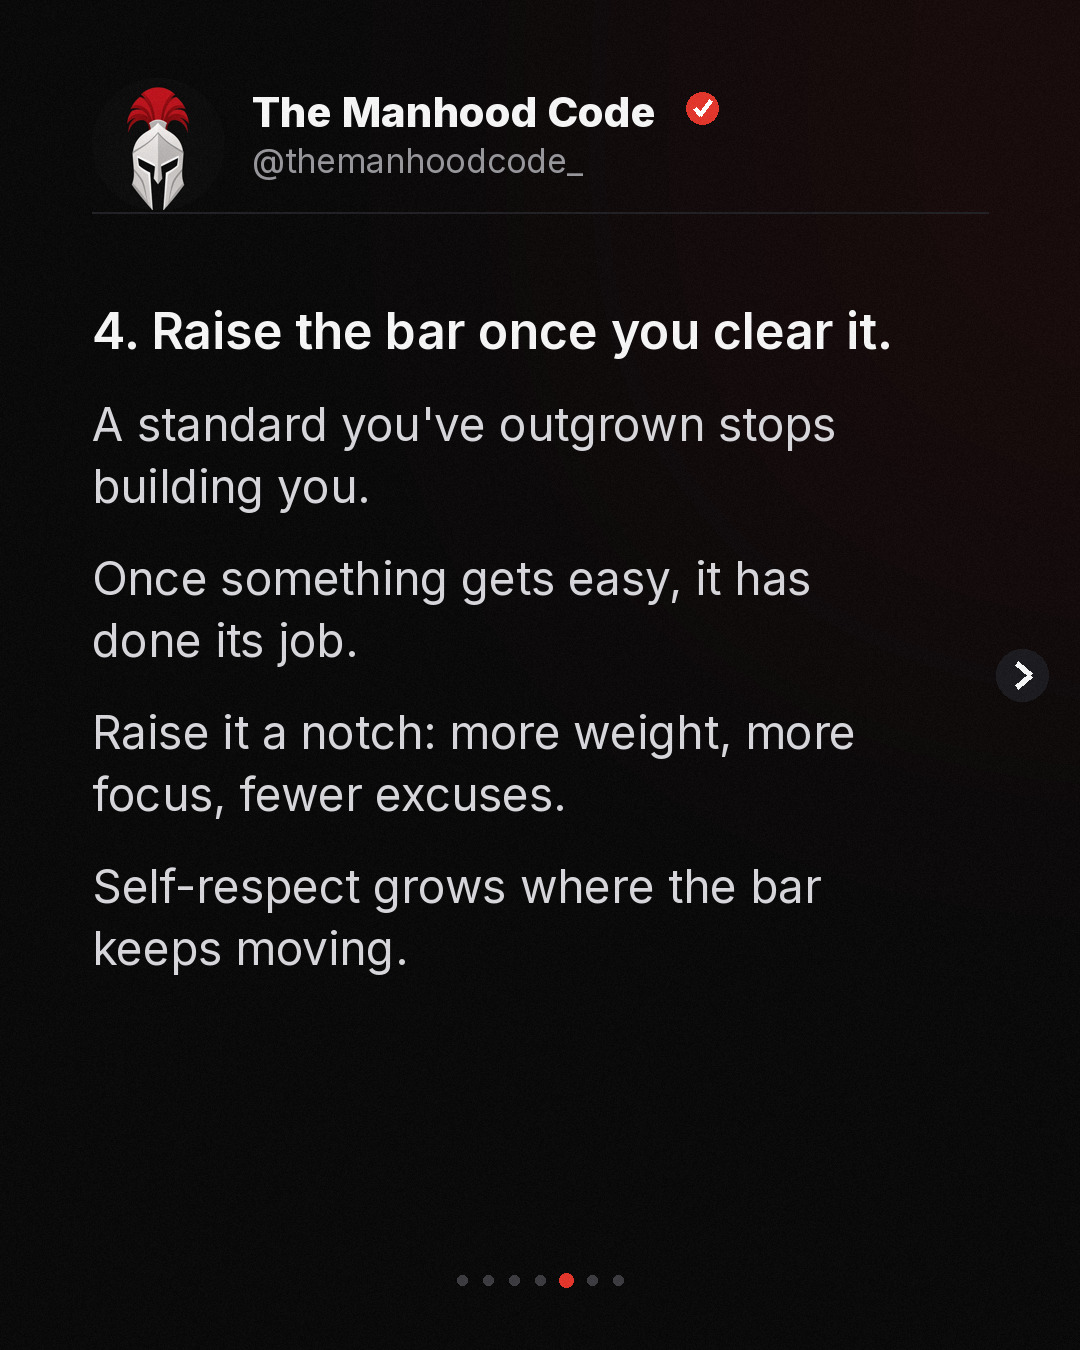 The Manhood Code
@themanhoodcode_
4. Raise the bar once you clear it.
A standard you've outgrown stops
building you.
Once something gets easy, it has
done its job.
Raise it a notch: more weight, more
focus, fewer excuses.
Self-respect grows where the bar
keeps moving.